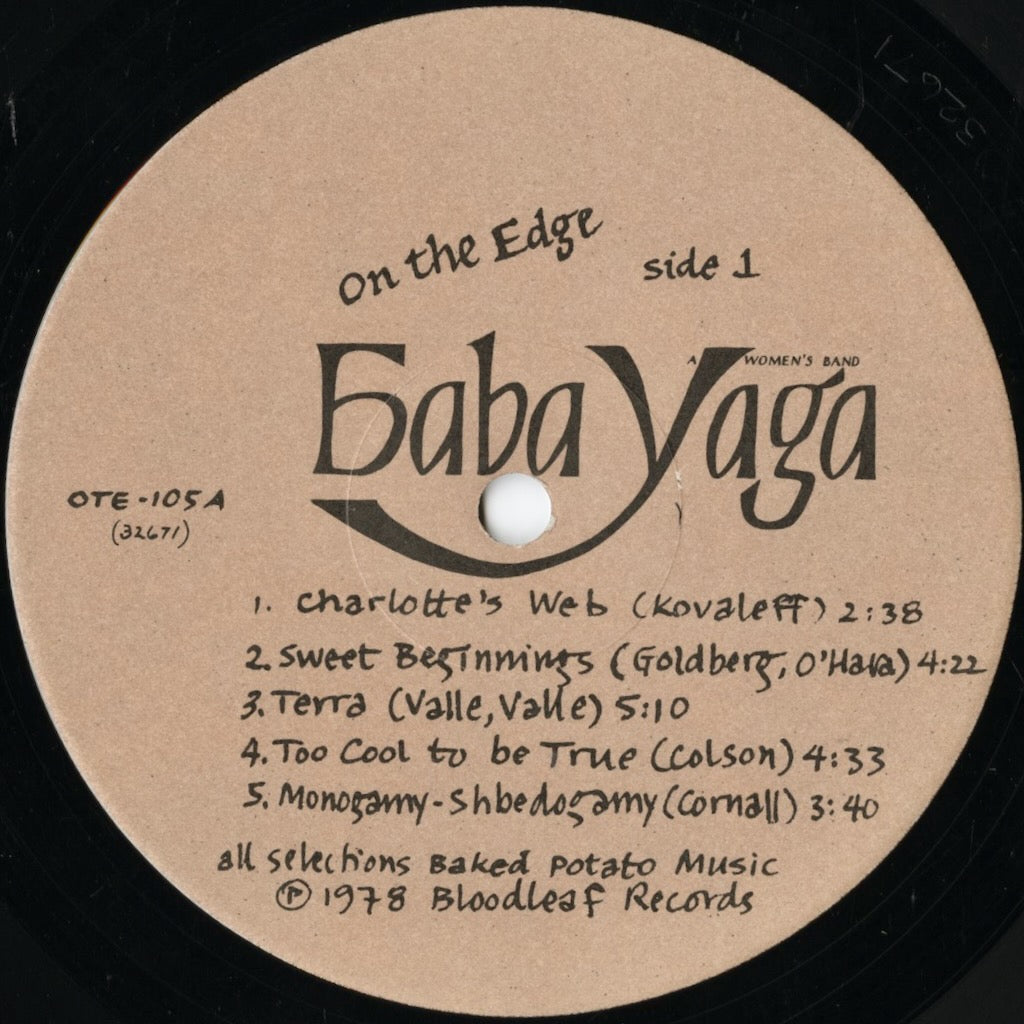 on the Edge
side 1
A WOMEN'S BAND
Baba Yaga
OTE-105A
(32671)
1. Charlotte's Web (Kovaleff) 2:38
2. Sweet Beginnings (Goldberg, O'Hara) 4:22
3. Terra (Valle, Valle) 5:10
4. Too Cool to be True (Colson) 4:33
5. Monogamy-Shbedogamy (Cornall) 3:40
all selections Baked Potato Music
Ⓟ 1978 Bloodleaf Records
32671